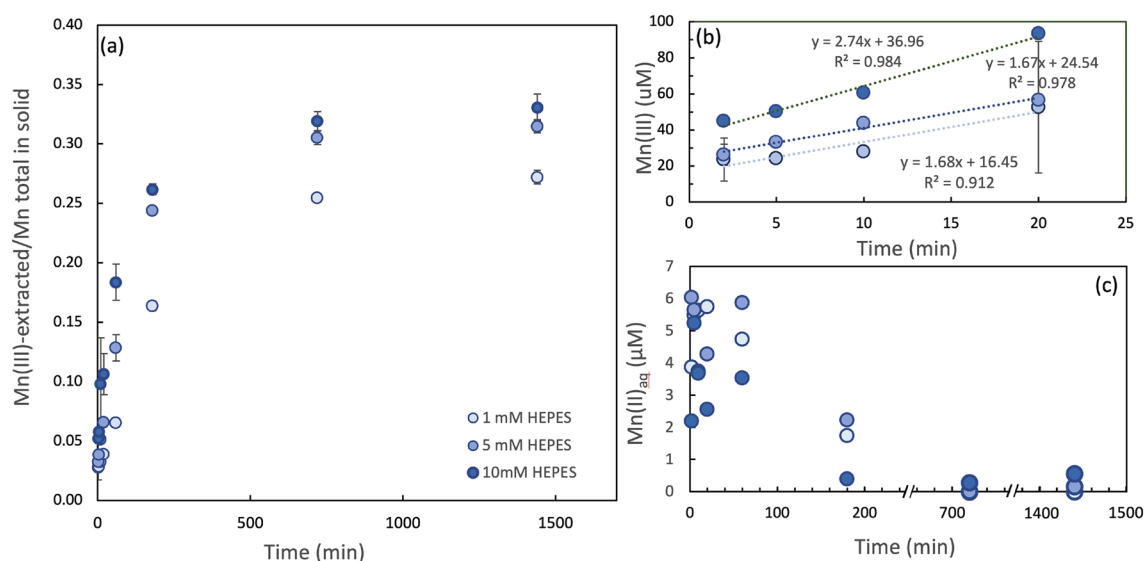 (a)
Mn(III)-extracted/Mn total in solid
0.40
0.35
0.30
0.25
0.20
0.15
0.10
0.05
0.00
0
500
1000
1500
Time (min)
1 mM HEPES
5 mM HEPES
10mM HEPES
(b)
Mn(III) (uM)
100
80
60
40
20
0
y = 2.74x + 36.96
R² = 0.984
y = 1.67x + 24.54
R² = 0.978
y = 1.68x + 16.45
R² = 0.912
0
5
10
15
20
25
Time (min)
(c)
Mn(II)aq (μM)
7
6
5
4
3
2
1
0
0
100
200
700
1400
1500
Time (min)